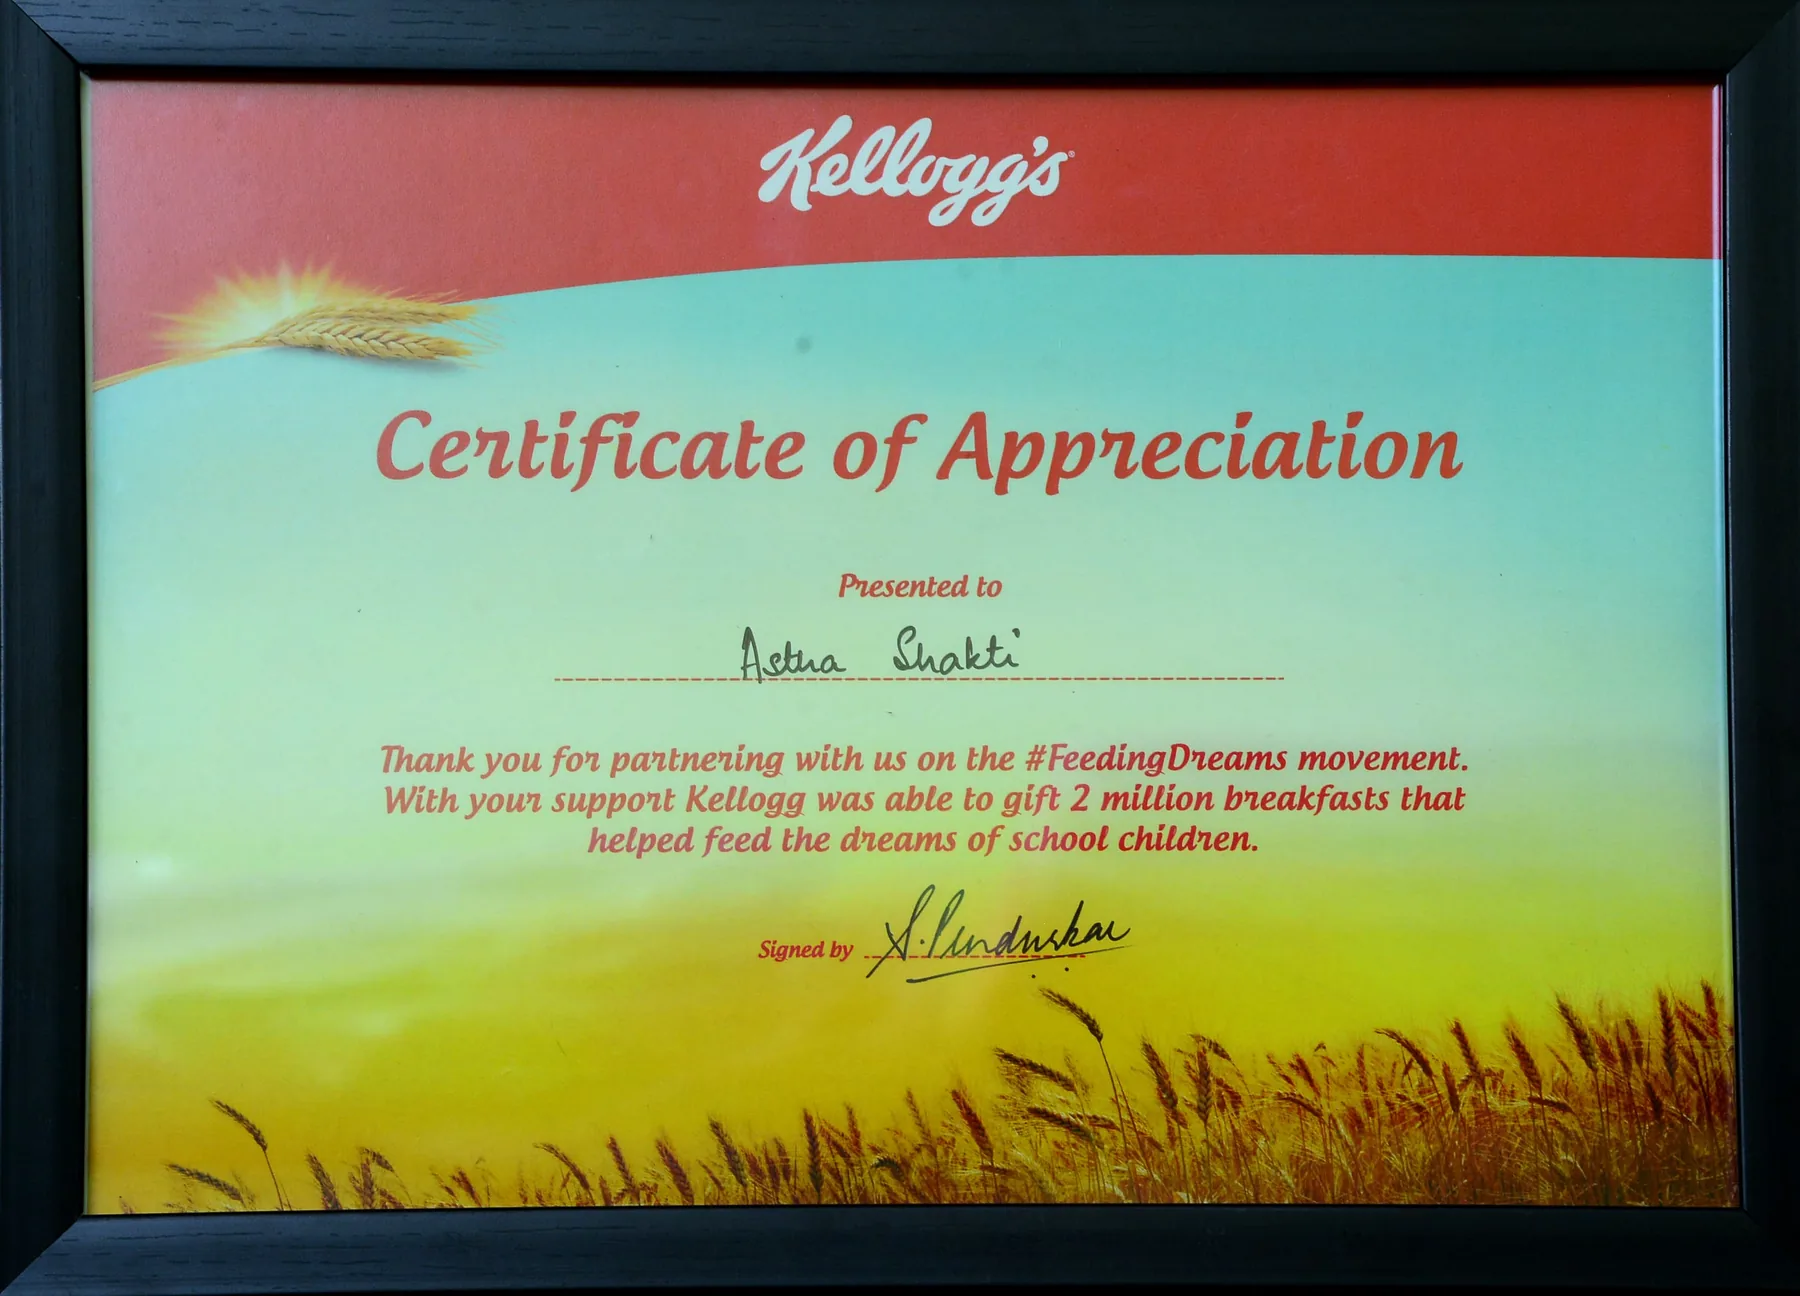 Kellogg's
Certificate of Appreciation
Presented to
Astha Shakti
Thank you for partnering with us on the #FeedingDreams movement.
With your support Kellogg was able to gift 2 million breakfasts that
helped feed the dreams of school children.
Signed by